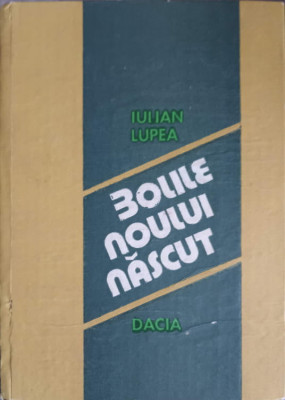 IULIAN
LUPEA
BOLILE
NOULUI
NĂSCUT
DACIA